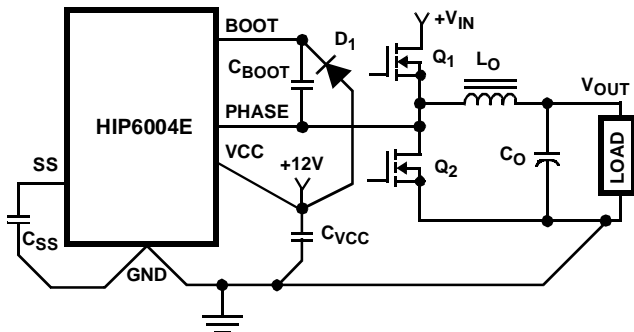 +VIN
BOOT
D1
Q1
CBOOT
LO
VOUT
PHASE
HIP6004E
VCC
SS
+12V
Q2
CO
LOAD
CSS
CVCC
GND